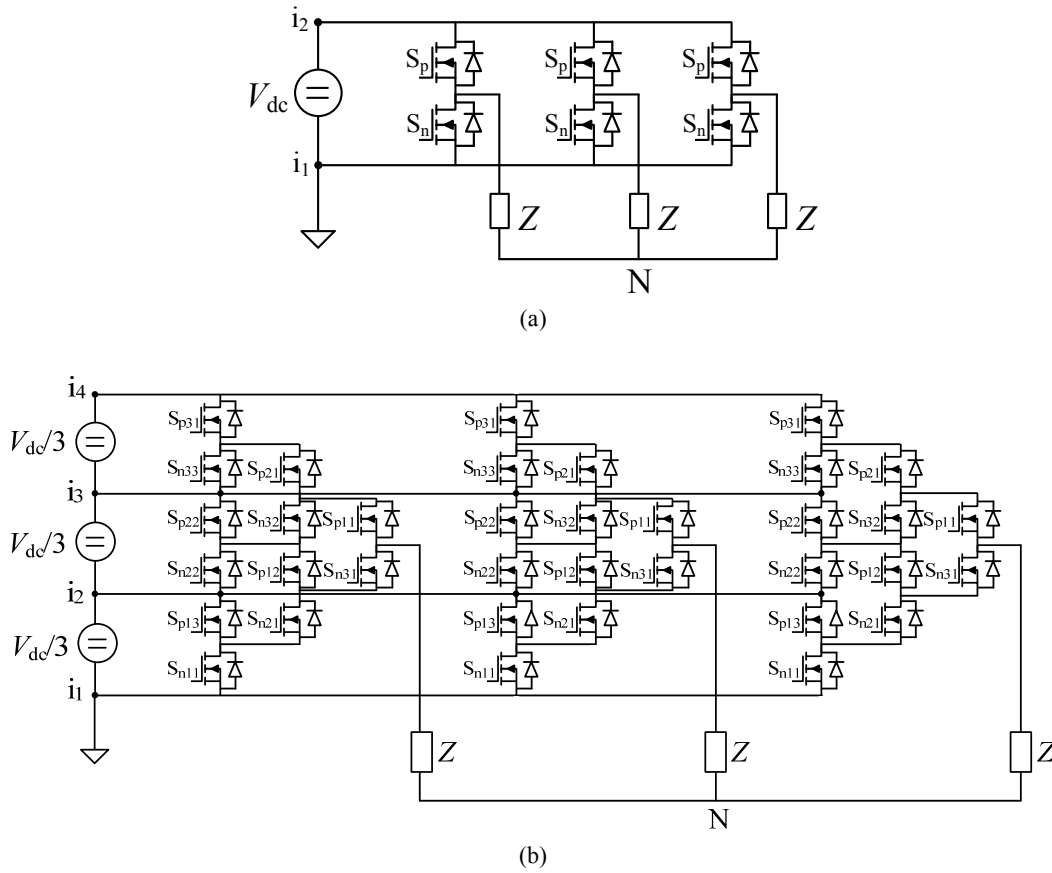 i2
Sp Sp Sp
Vdc
Sn Sn Sn
i1
Z Z Z
N
(a)
i4
Sp31 Sp31 Sp31
Vdc/3
Sn33 Sp21 Sn33 Sp21 Sn33 Sp21
i3
Sp22 Sn32 Sp11 Sp22 Sn32 Sp11 Sp22 Sn32 Sp11
Vdc/3
Sn22 Sp12 Sn31 Sn22 Sp12 Sn31 Sn22 Sp12 Sn31
i2
Sp13 Sn21 Sp13 Sn21 Sp13 Sn21
Vdc/3
Sn11 Sn11 Sn11
i1
Z Z Z
N
(b)